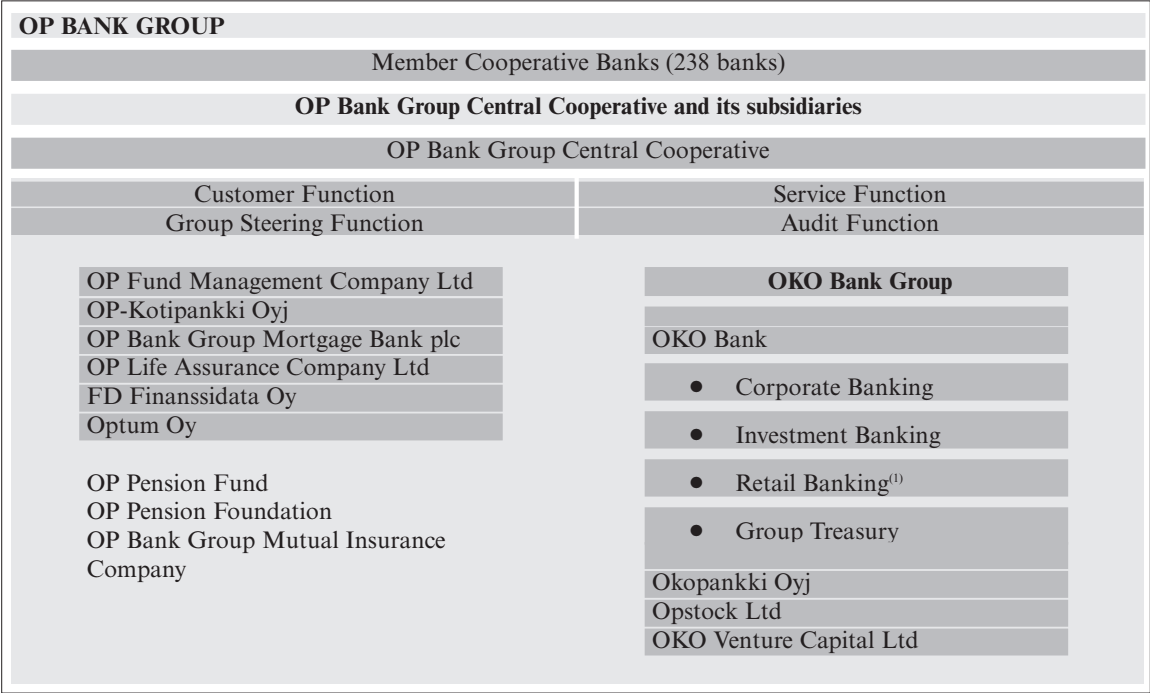 OP BANK GROUP
Member Cooperative Banks (238 banks)
OP Bank Group Central Cooperative and its subsidiaries
OP Bank Group Central Cooperative
Customer Function
Group Steering Function
Service Function
Audit Function
OP Fund Management Company Ltd
OP-Kotipankki Oyj
OP Bank Group Mortgage Bank plc
OP Life Assurance Company Ltd
FD Finanssidata Oy
Optum Oy
OP Pension Fund
OP Pension Foundation
OP Bank Group Mutual Insurance
Company
OKO Bank Group
OKO Bank
● Corporate Banking
● Investment Banking
● Retail Banking(1)
● Group Treasury
Okopankki Oyj
Opstock Ltd
OKO Venture Capital Ltd